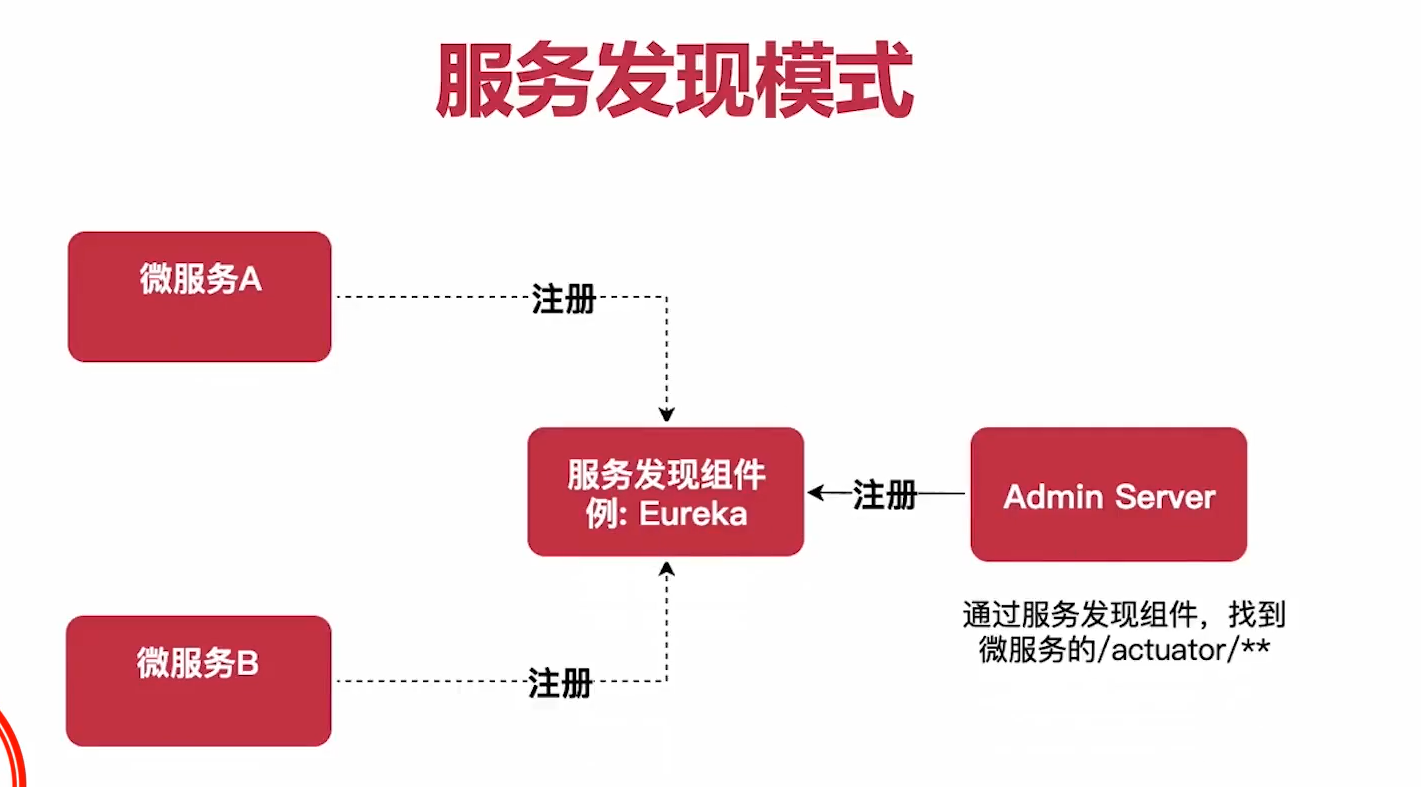 服务发现模式
微服务A
注册
服务发现组件
例: Eureka
注册
Admin Server
通过服务发现组件，找到
微服务的/actuator/**
微服务B
注册